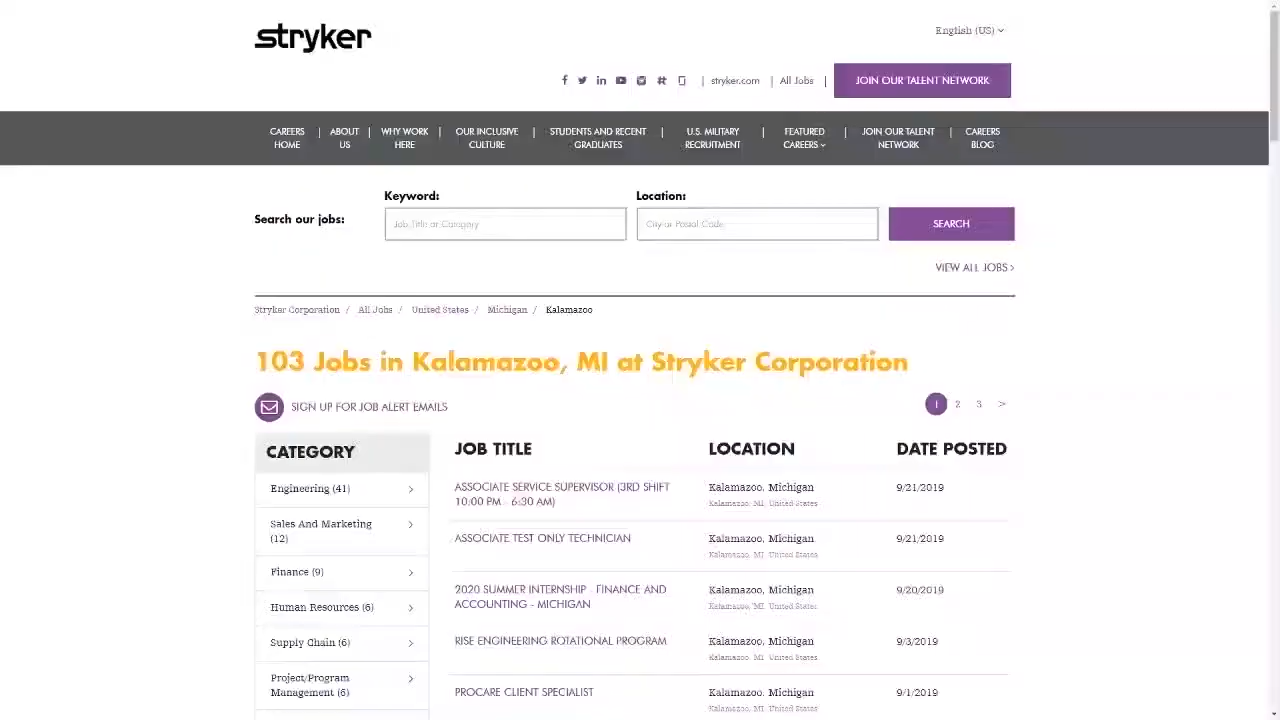 stryker
English (US)
stryker.com | All Jobs | JOIN OUR TALENT NETWORK
CAREERS HOME | ABOUT US | WHY WORK HERE | OUR INCLUSIVE CULTURE | STUDENTS AND RECENT GRADUATES | U.S. MILITARY RECRUITMENT | FEATURED CAREERS | JOIN OUR TALENT NETWORK | CAREERS BLOG
Keyword: Location:
Search our jobs: Job Title or Category City or Postal Code SEARCH
VIEW ALL JOBS >
Stryker Corporation / All Jobs / United States / Michigan / Kalamazoo
103 Jobs in Kalamazoo, MI at Stryker Corporation
SIGN UP FOR JOB ALERT EMAILS
1 2 3 >
CATEGORY
Engineering (41)
Sales And Marketing
(12)
Finance (9)
Human Resources (6)
Supply Chain (6)
Project/Program
Management (6)
JOB TITLE LOCATION DATE POSTED
ASSOCIATE SERVICE SUPERVISOR (3RD SHIFT Kalamazoo, Michigan 9/21/2019
10:00 PM - 6:30 AM) Kalamazoo, MI, United States
ASSOCIATE TEST ONLY TECHNICIAN Kalamazoo, Michigan 9/21/2019
Kalamazoo, MI, United States
2020 SUMMER INTERNSHIP - FINANCE AND Kalamazoo, Michigan 9/20/2019
ACCOUNTING - MICHIGAN Kalamazoo, MI, United States
RISE ENGINEERING ROTATIONAL PROGRAM Kalamazoo, Michigan 9/3/2019
Kalamazoo, MI, United States
PROCARE CLIENT SPECIALIST Kalamazoo, Michigan 9/1/2019
Kalamazoo, MI, United States